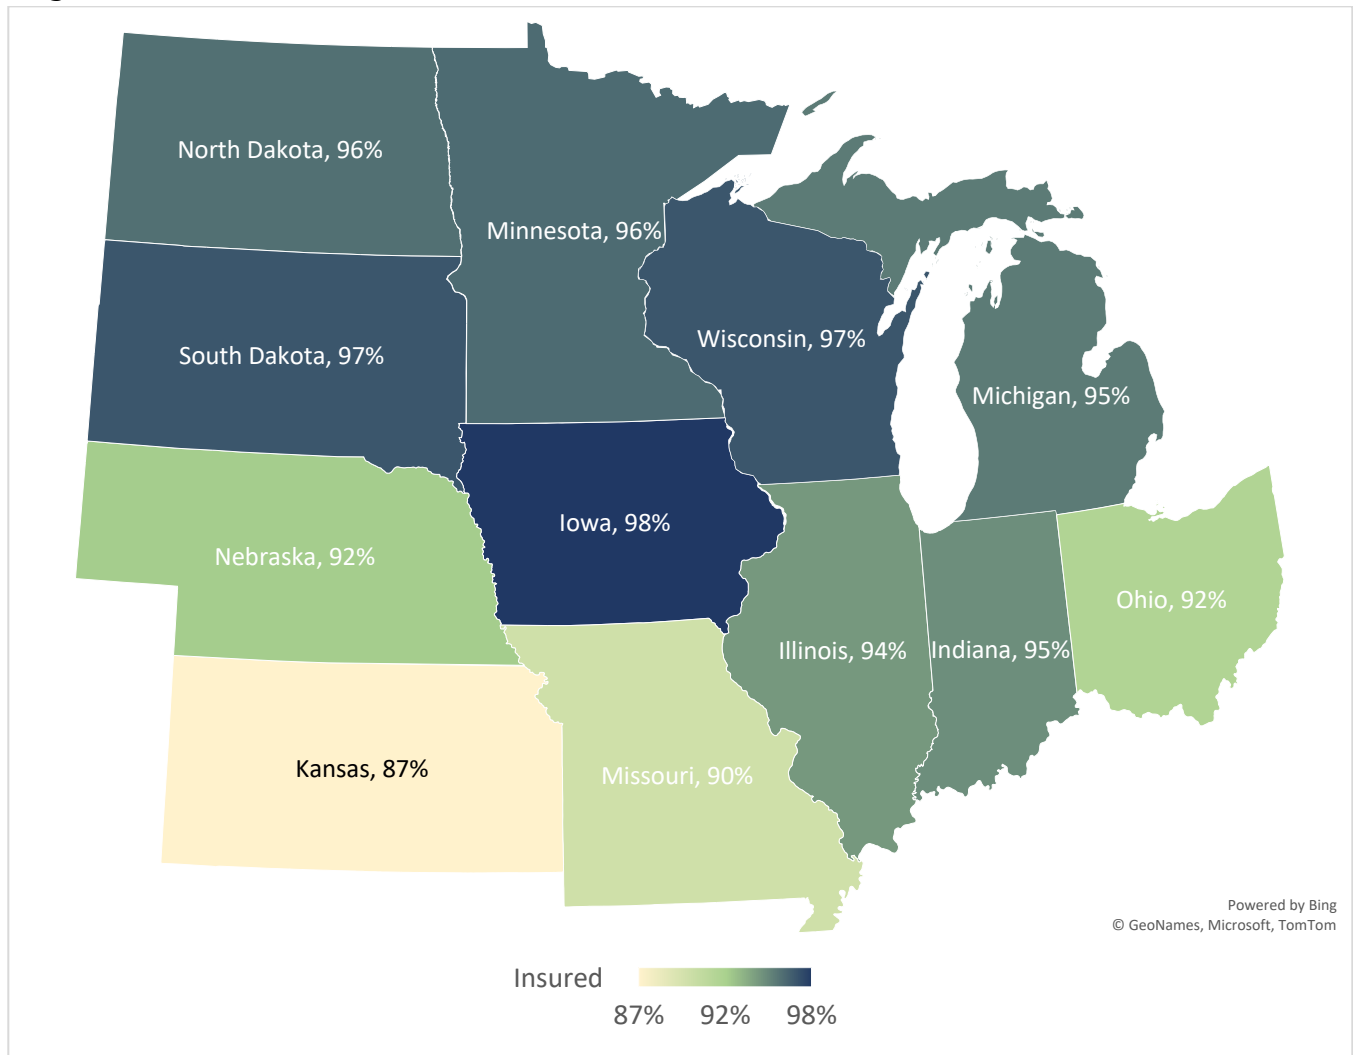 North Dakota, 96%
Minnesota, 96%
Wisconsin, 97%
South Dakota, 97%
Michigan, 95%
Iowa, 98%
Nebraska, 92%
Ohio, 92%
Illinois, 94%
Indiana, 95%
Kansas, 87%
Missouri, 90%
Powered by Bing
© GeoNames, Microsoft, TomTom
Insured
87% 92% 98%